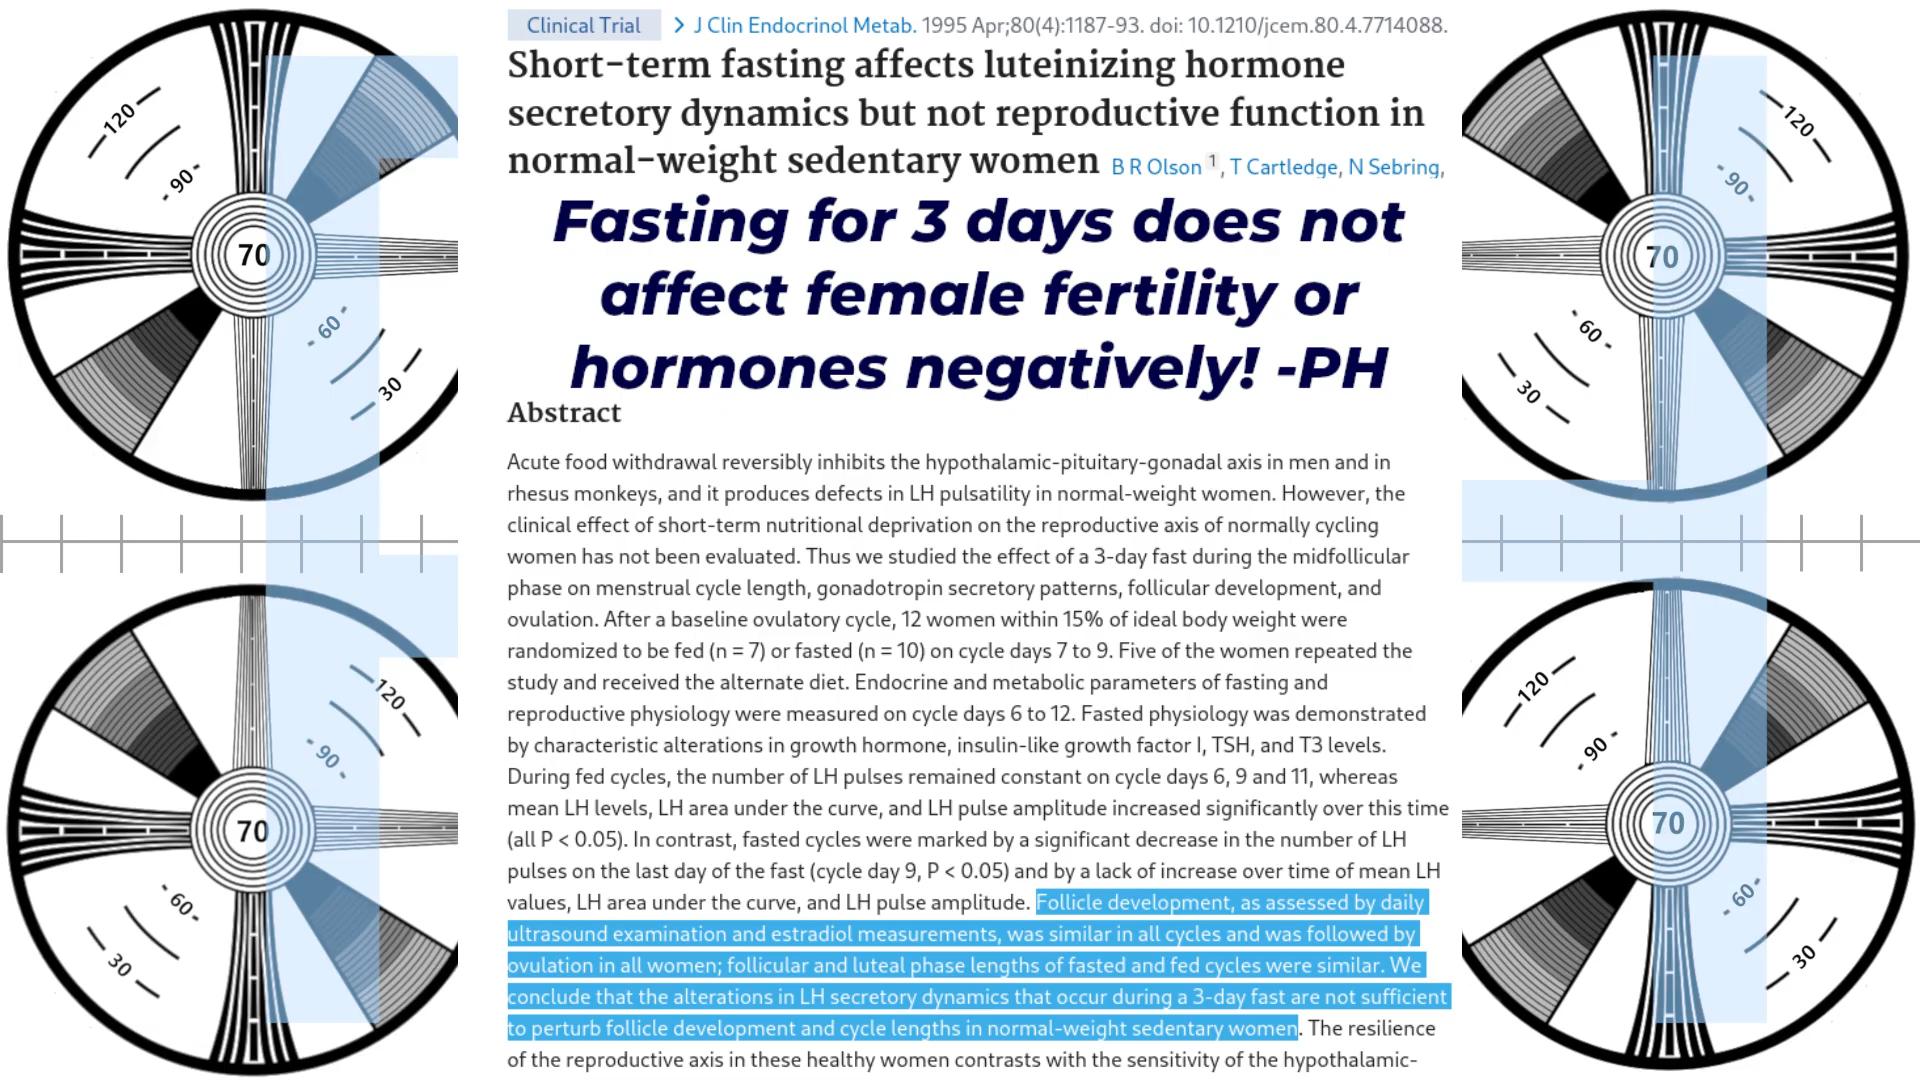 Clinical Trial > J Clin Endocrinol Metab. 1995 Apr;80(4):1187-93. doi: 10.1210/jcem.80.4.7714088.
Short-term fasting affects luteinizing hormone
secretory dynamics but not reproductive function in
normal-weight sedentary women B R Olson 1, T Cartledge, N Sebring,
Fasting for 3 days does not
affect female fertility or
hormones negatively! -PH
Abstract
Acute food withdrawal reversibly inhibits the hypothalamic-pituitary-gonadal axis in men and in
rhesus monkeys, and it produces defects in LH pulsatility in normal-weight women. However, the
clinical effect of short-term nutritional deprivation on the reproductive axis of normally cycling
women has not been evaluated. Thus we studied the effect of a 3-day fast during the midfollicular
phase on menstrual cycle length, gonadotropin secretory patterns, follicular development, and
ovulation. After a baseline ovulatory cycle, 12 women within 15% of ideal body weight were
randomized to be fed (n = 7) or fasted (n = 10) on cycle days 7 to 9. Five of the women repeated the
study and received the alternate diet. Endocrine and metabolic parameters of fasting and
reproductive physiology were measured on cycle days 6 to 12. Fasted physiology was demonstrated
by characteristic alterations in growth hormone, insulin-like growth factor I, TSH, and T3 levels.
During fed cycles, the number of LH pulses remained constant on cycle days 6, 9 and 11, whereas
mean LH levels, LH area under the curve, and LH pulse amplitude increased significantly over this time
(all P < 0.05). In contrast, fasted cycles were marked by a significant decrease in the number of LH
pulses on the last day of the fast (cycle day 9, P < 0.05) and by a lack of increase over time of mean LH
values, LH area under the curve, and LH pulse amplitude. Follicle development, as assessed by daily
ultrasound examination and estradiol measurements, was similar in all cycles and was followed by
ovulation in all women; follicular and luteal phase lengths of fasted and fed cycles were similar. We
conclude that the alterations in LH secretory dynamics that occur during a 3-day fast are not sufficient
to perturb follicle development and cycle lengths in normal-weight sedentary women. The resilience
of the reproductive axis in these healthy women contrasts with the sensitivity of the hypothalamic-
120
-90-
70
-60-
30
120
-90-
70
-60-
30
120
-90-
70
-60-
30
120
-90-
70
-60-
30